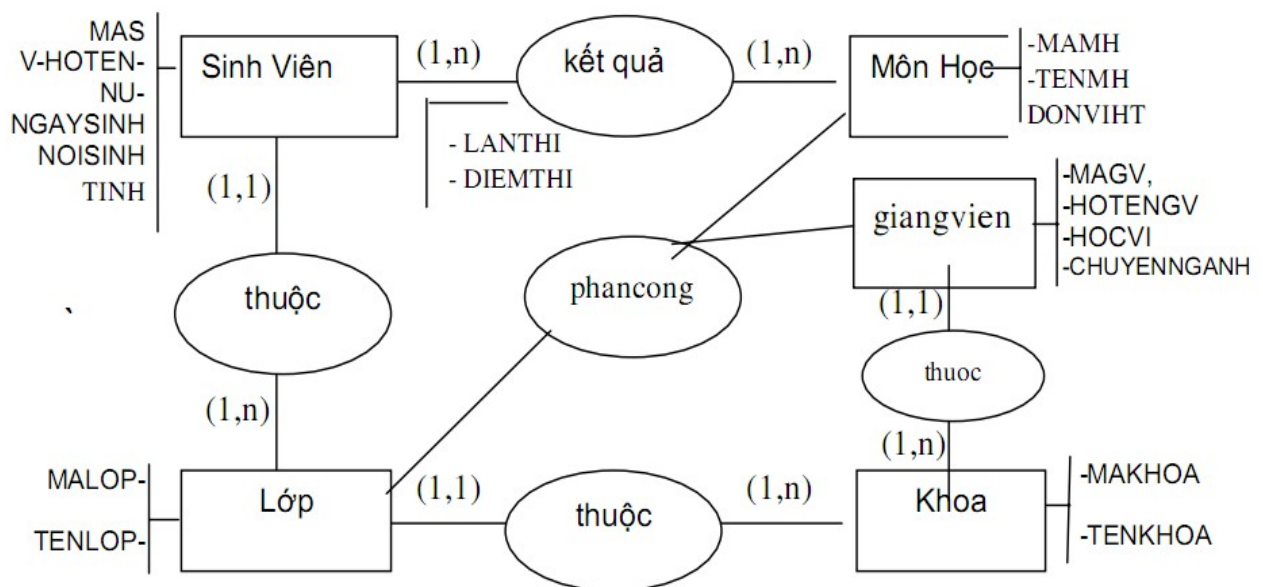 MAS
V-HOTEN-
NU-
NGAYSINH
NOISINH
TINH
Sinh Viên
(1,n)
kết quả
(1,n)
Môn Học
-MAMH
-TENMH
DONVIHT
- LANTHI
- DIEMTHI
(1,1)
giangvien
-MAGV,
-HOTENGV
-HOCVI
-CHUYENNGANH
thuộc
phancong
(1,1)
thuoc
(1,n)
(1,n)
MALOP-
TENLOP-
Lớp
(1,1)
thuộc
(1,n)
Khoa
-MAKHOA
-TENKHOA